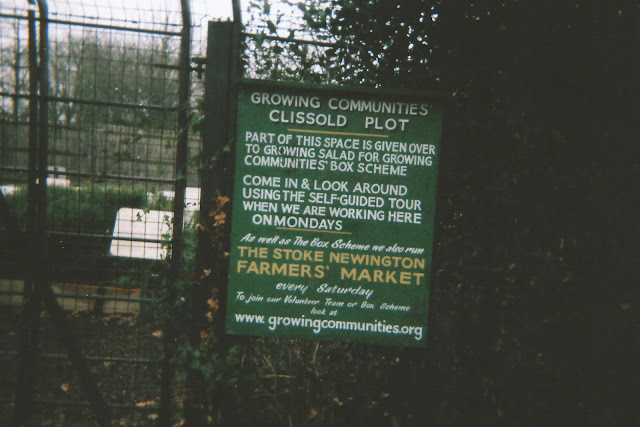 GROWING COMMUNITIES'
CLISSOLD PLOT
PART OF THIS SPACE IS GIVEN OVER
TO GROWING SALAD FOR GROWING
COMMUNITIES' BOX SCHEME
COME IN & LOOK AROUND
USING THE SELF-GUIDED TOUR
WHEN WE ARE WORKING HERE
ON MONDAYS
As well as The Box Scheme we also run
THE STOKE NEWINGTON
FARMERS' MARKET
every Saturday
To join our Volunteer Team or Box Scheme
look at
www.growingcommunities.org